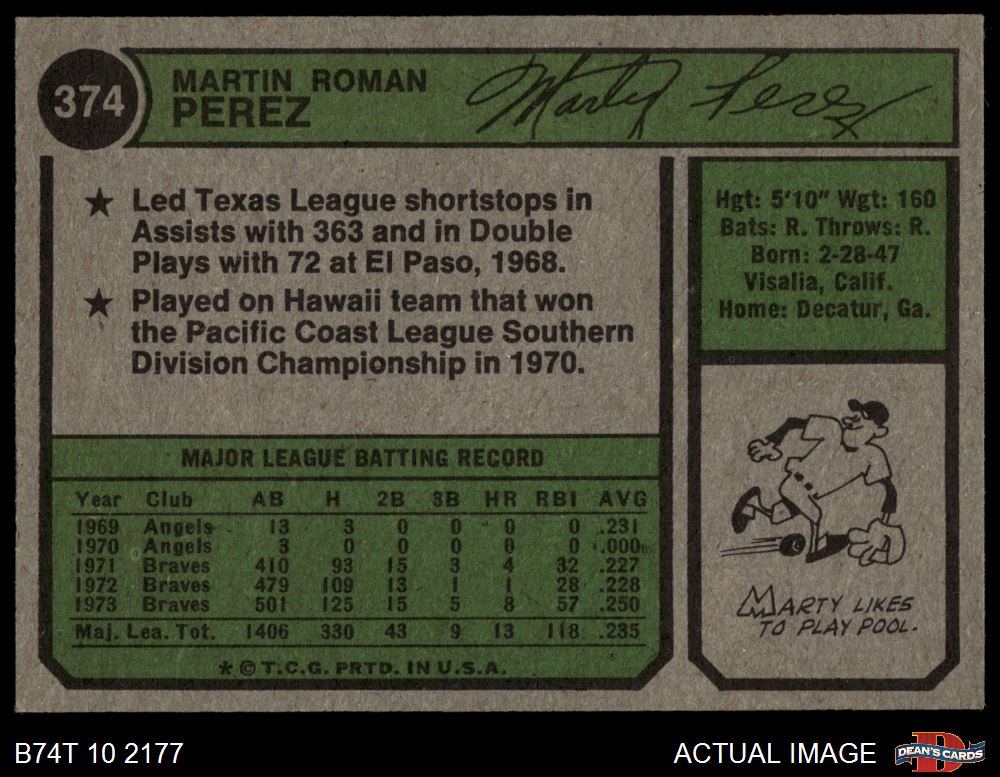 374
MARTIN ROMAN
PEREZ
Marty Perez
★ Led Texas League shortstops in
Assists with 363 and in Double
Plays with 72 at El Paso, 1968.
★ Played on Hawaii team that won
the Pacific Coast League Southern
Division Championship in 1970.
Hgt: 5'10" Wgt: 160
Bats: R. Throws: R.
Born: 2-28-47
Visalia, Calif.
Home: Decatur, Ga.
MAJOR LEAGUE BATTING RECORD
Year Club AB H 2B 3B HR RBI AVG
1969 Angels 13 3 0 0 0 0 .231
1970 Angels 3 0 0 0 0 0 .000
1971 Braves 410 93 15 3 4 32 .227
1972 Braves 479 109 13 1 1 28 .228
1973 Braves 501 125 15 5 8 57 .250
Maj. Lea. Tot. 1406 330 43 9 13 118 .235
* © T.C.G. PRTD. IN U.S.A.
MARTY LIKES
TO PLAY POOL.
B74T 10 2177
ACTUAL IMAGE
D
DEAN'S CARDS